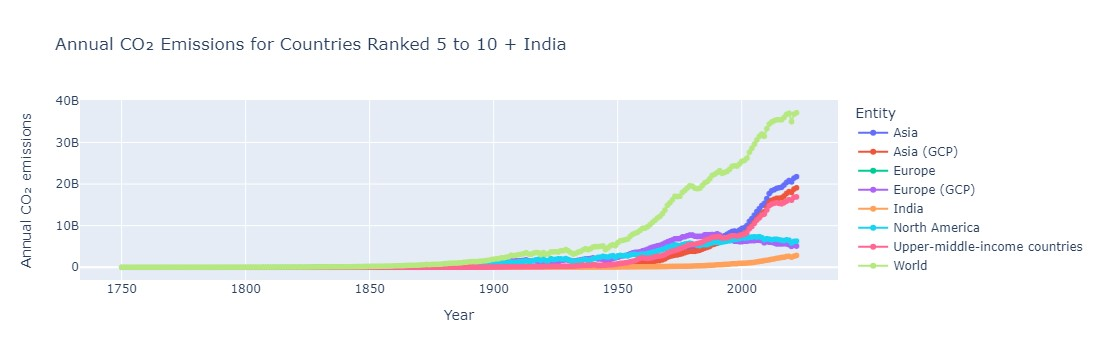 Annual CO₂ Emissions for Countries Ranked 5 to 10 + India
Annual CO₂ emissions
40B
30B
20B
10B
0
1750
1800
1850
1900
1950
2000
Year
Entity
Asia
Asia (GCP)
Europe
Europe (GCP)
India
North America
Upper-middle-income countries
World